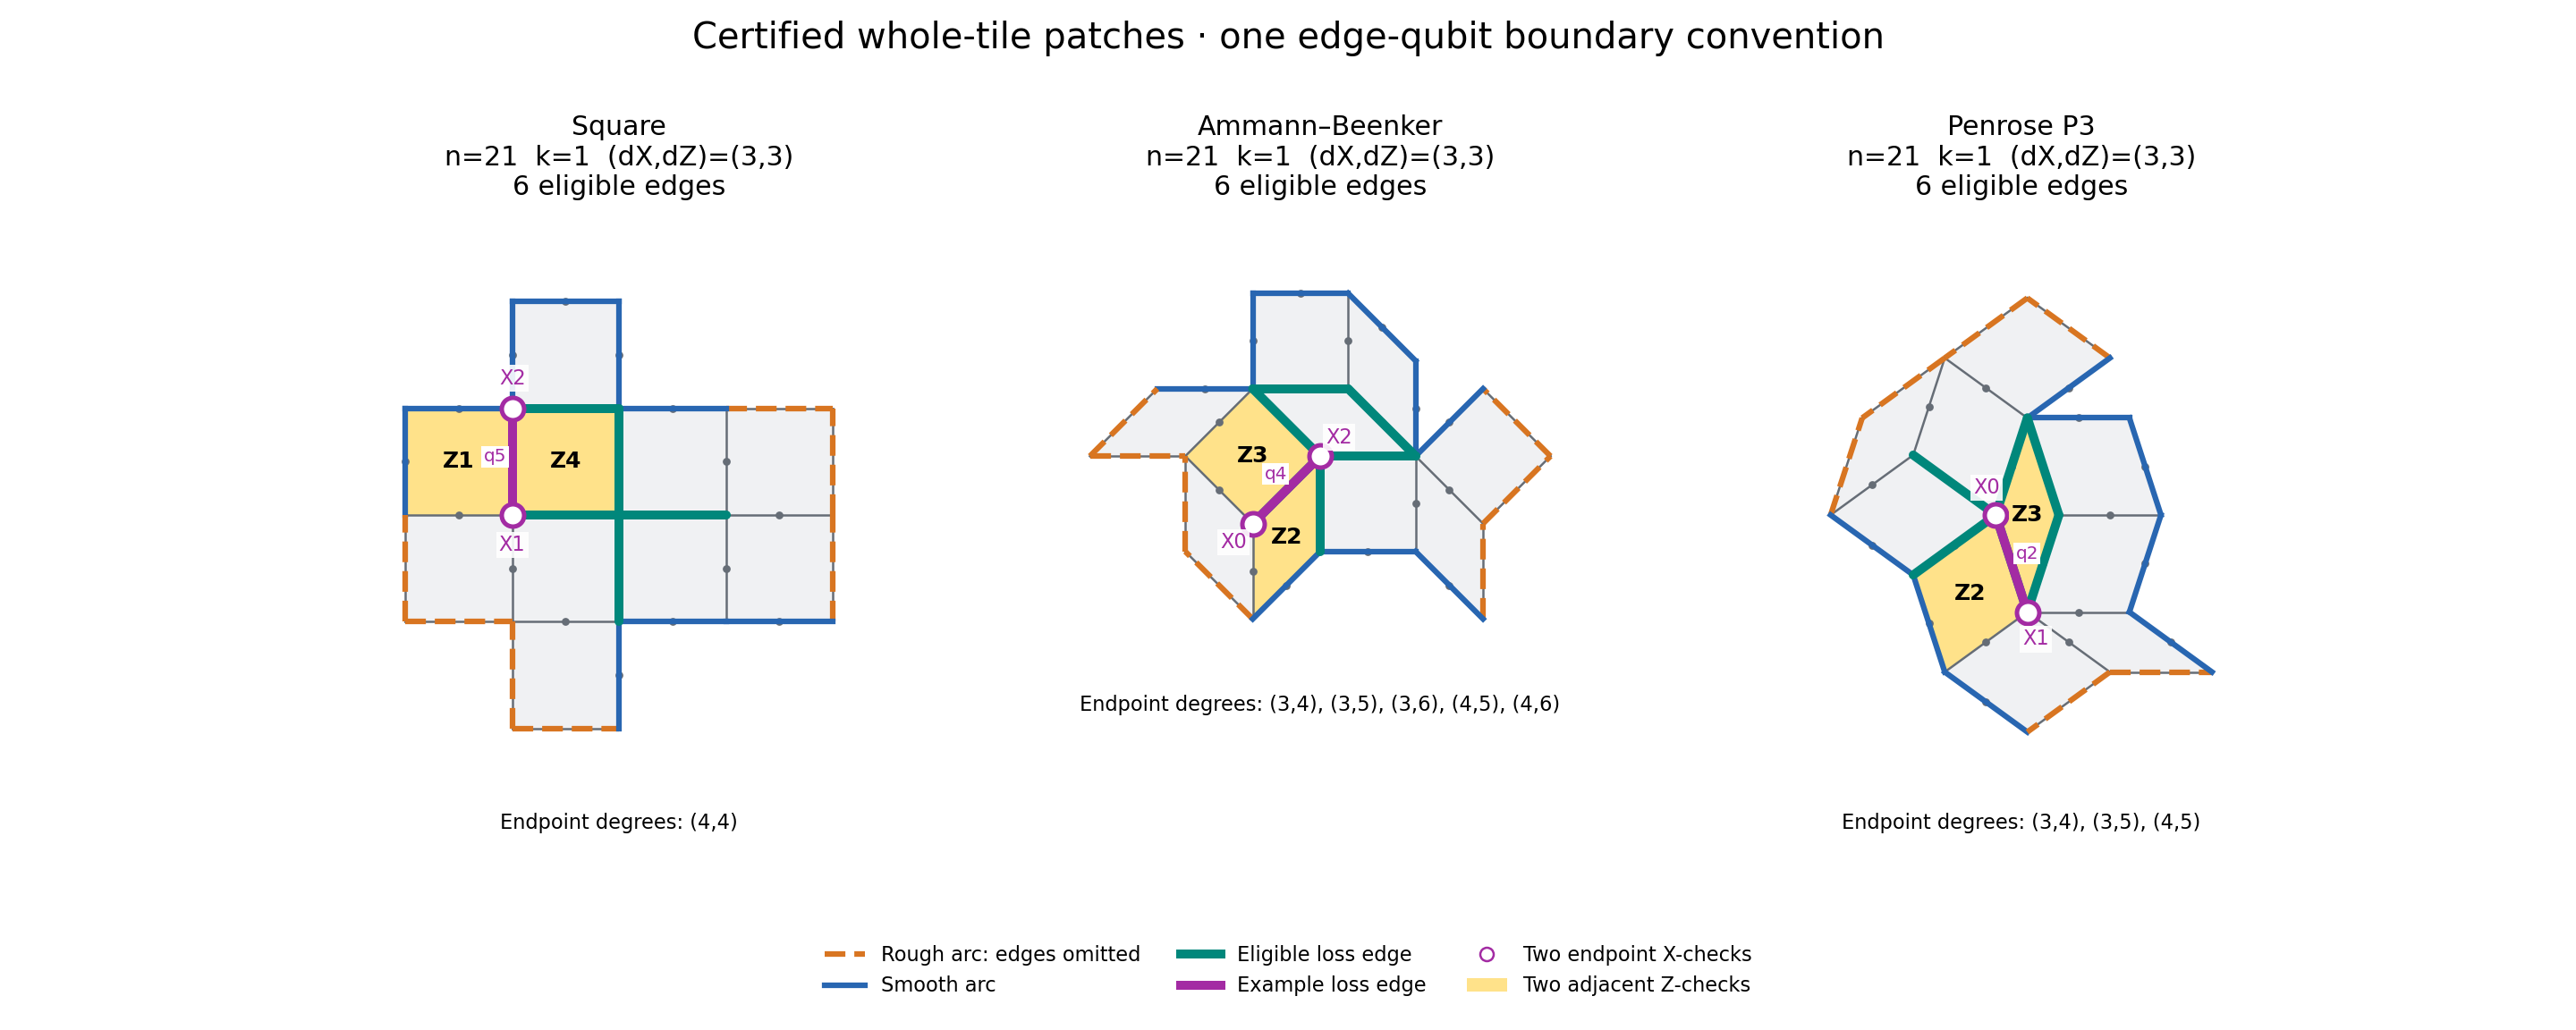 Certified whole-tile patches · one edge-qubit boundary convention
Square
n=21 k=1 (dX,dZ)=(3,3)
6 eligible edges
X2
Z1
q5
Z4
X1
Endpoint degrees: (4,4)
Ammann–Beenker
n=21 k=1 (dX,dZ)=(3,3)
6 eligible edges
X2
Z3
q4
Z2
X0
Endpoint degrees: (3,4), (3,5), (3,6), (4,5), (4,6)
Penrose P3
n=21 k=1 (dX,dZ)=(3,3)
6 eligible edges
X0
Z3
q2
Z2
X1
Endpoint degrees: (3,4), (3,5), (4,5)
Rough arc: edges omitted
Smooth arc
Eligible loss edge
Example loss edge
Two endpoint X-checks
Two adjacent Z-checks